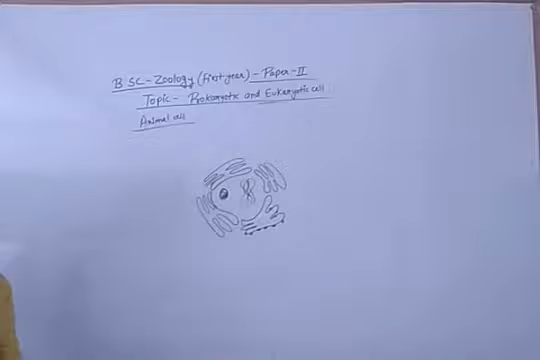 B.SC - Zoology (first year) - Paper - II
Topic - Prokaryotic and Eukaryotic cell
Animal cell